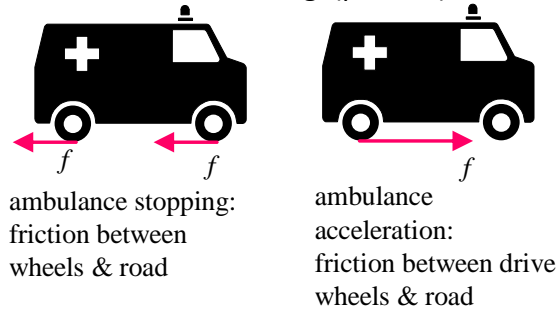 f
f
ambulance stopping:
friction between
wheels & road
f
ambulance
acceleration:
friction between drive
wheels & road